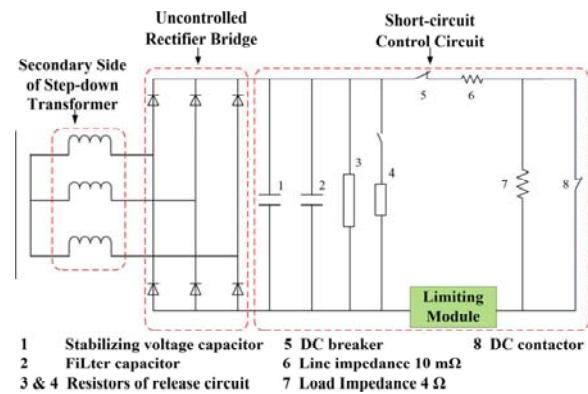 Uncontrolled
Rectifier Bridge
Short-circuit
Control Circuit
Secondary Side
of Step-down
Transformer
5
6
1
2
3
4
7
8
Limiting
Module
1 Stabilizing voltage capacitor 5 DC breaker 8 DC contactor
2 FiLter capacitor 6 Line impedance 10 mΩ
3 & 4 Resistors of release circuit 7 Load Impedance 4 Ω